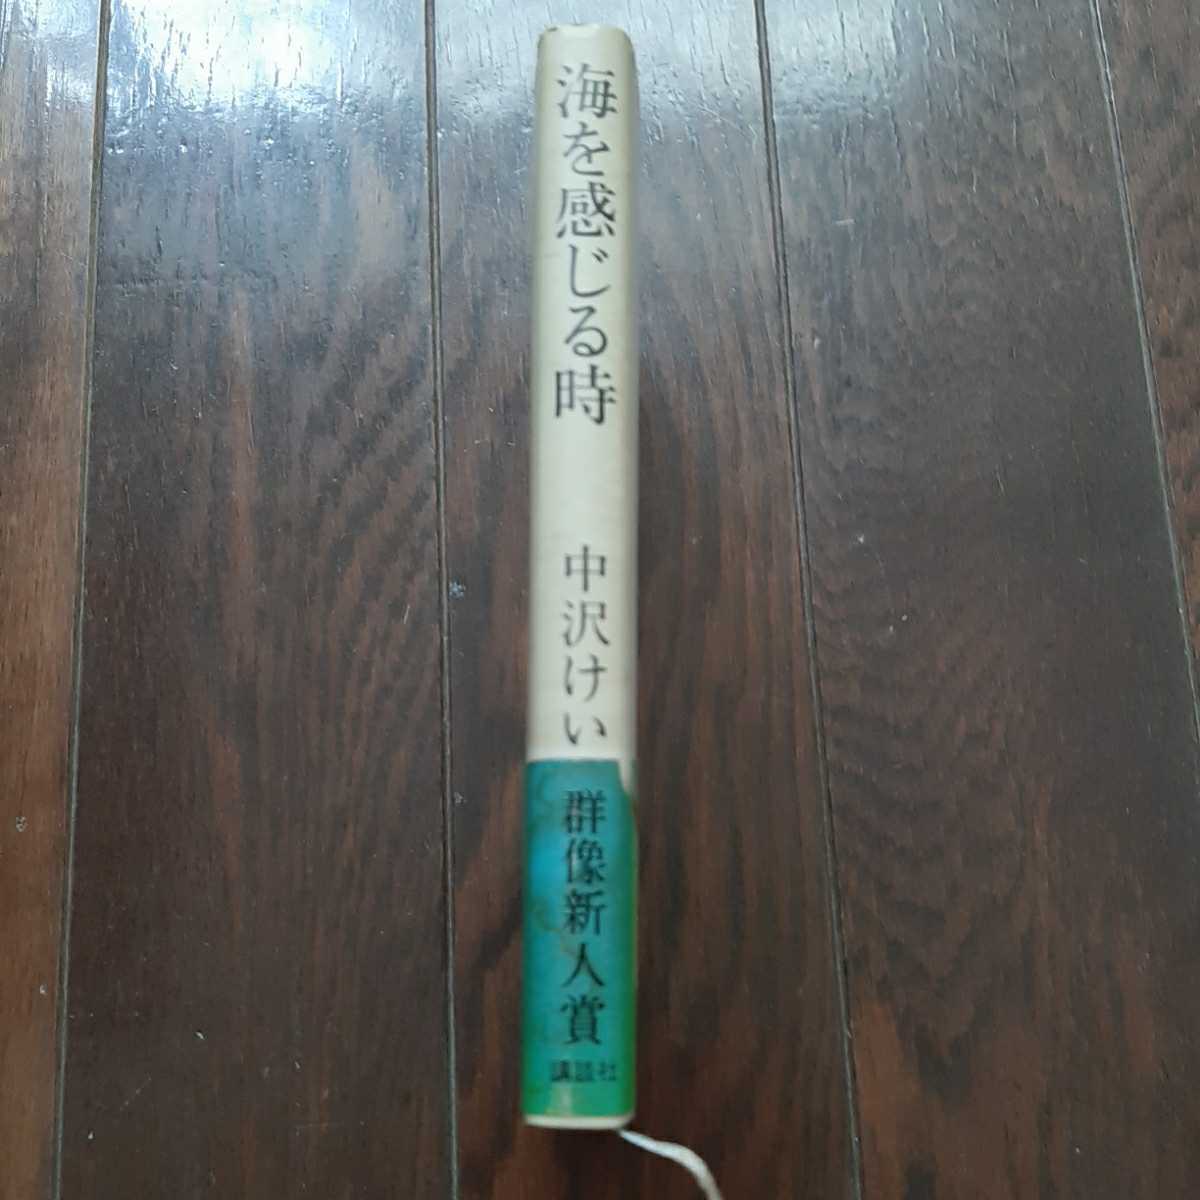 海を感じる時
中沢けい
群像新人賞
講談社